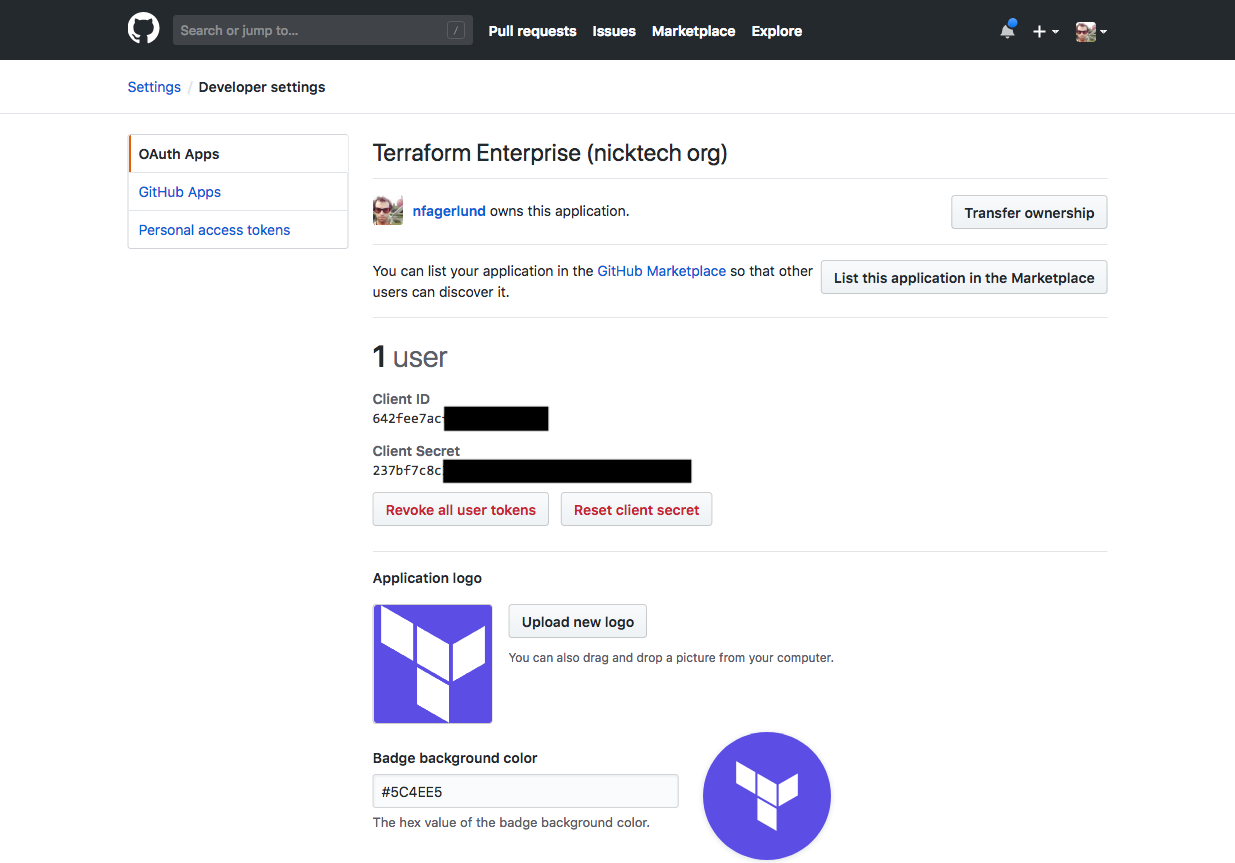 Search or jump to... /
Pull requests Issues Marketplace Explore
Settings / Developer settings
OAuth Apps
GitHub Apps
Personal access tokens
Terraform Enterprise (nicktech org)
nfagerlund owns this application.
Transfer ownership
You can list your application in the GitHub Marketplace so that other
users can discover it.
List this application in the Marketplace
1 user
Client ID
642fee7ac
Client Secret
237bf7c8c
Revoke all user tokens
Reset client secret
Application logo
Upload new logo
You can also drag and drop a picture from your computer.
Badge background color
#5C4EE5
The hex value of the badge background color.